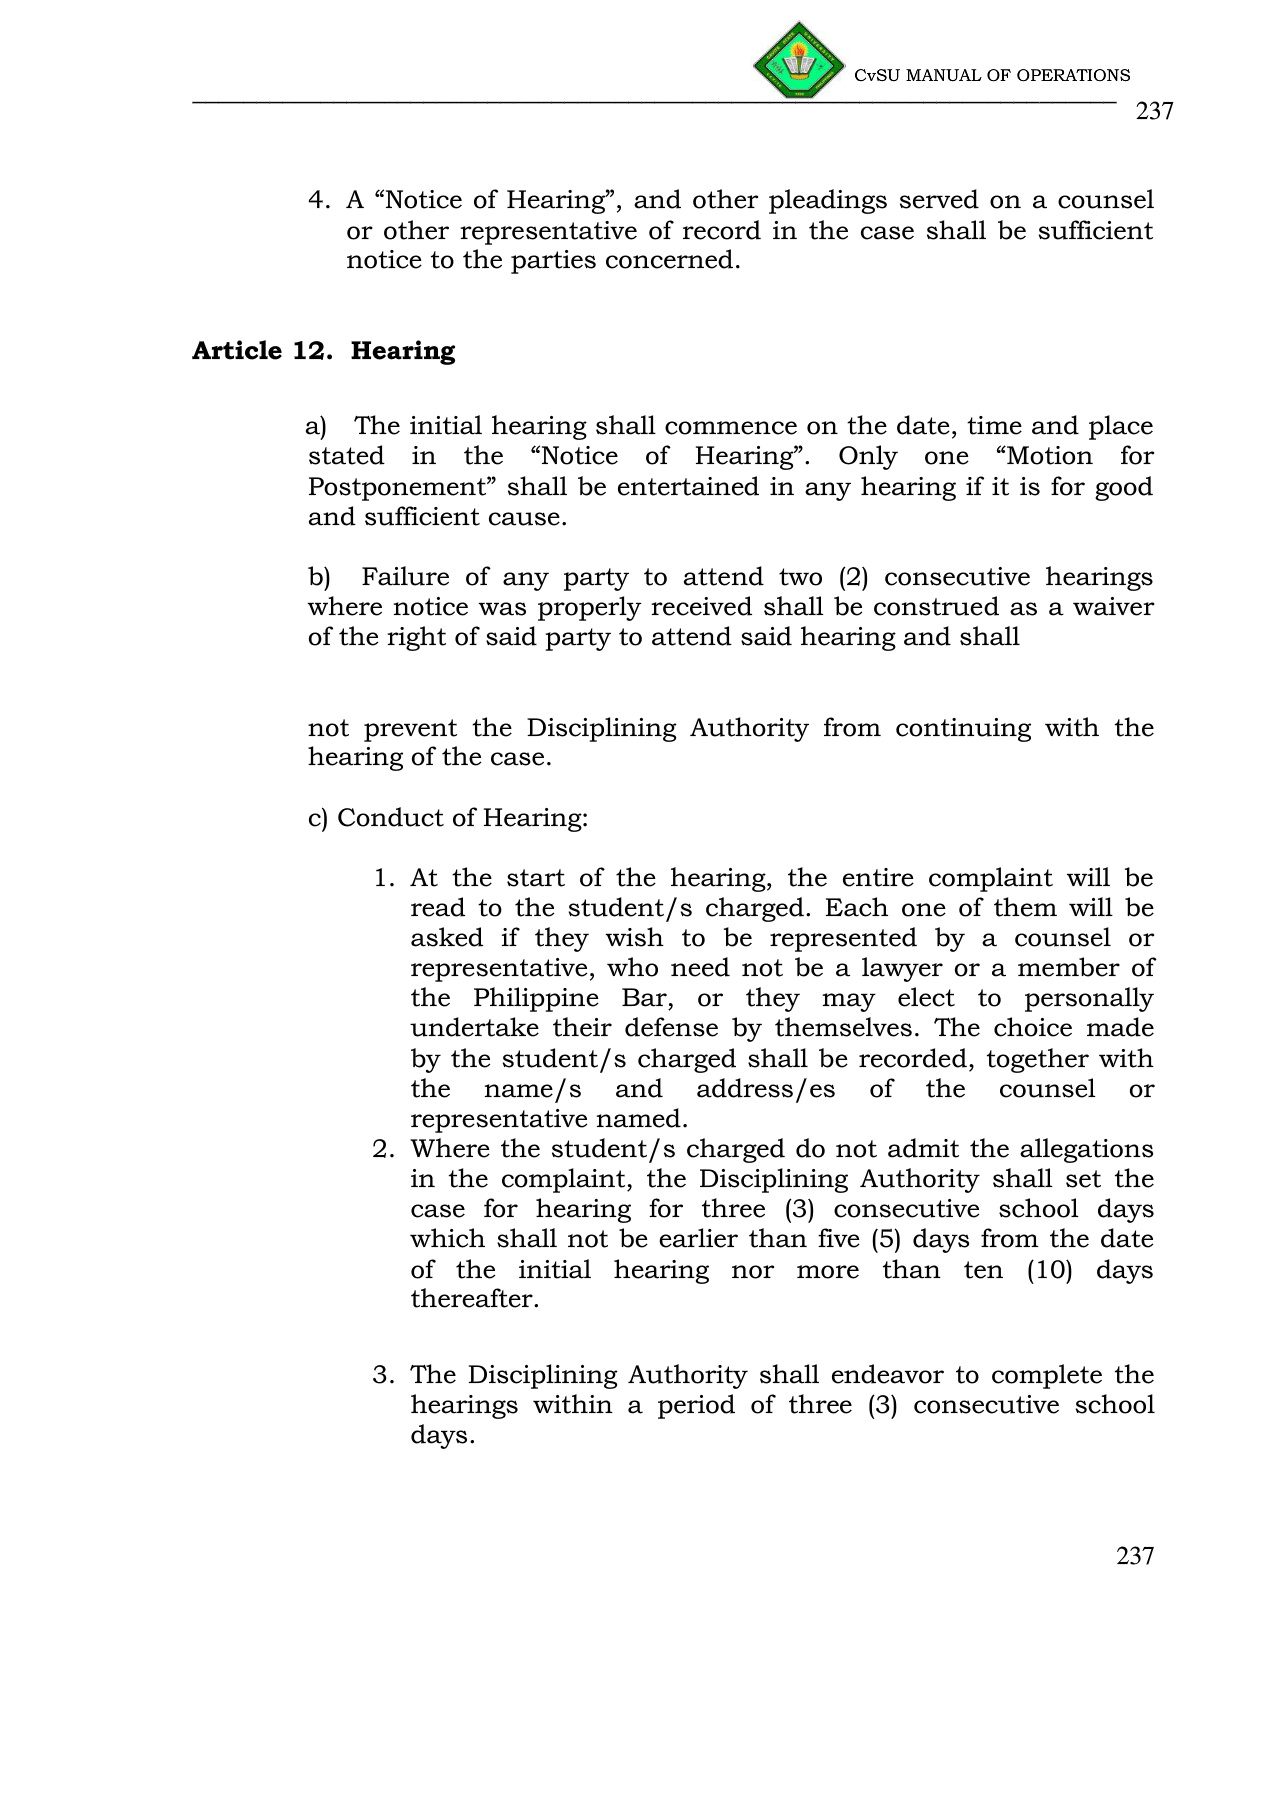 CvSU MANUAL OF OPERATIONS
237
4. A “Notice of Hearing”, and other pleadings served on a counsel
or other representative of record in the case shall be sufficient
notice to the parties concerned.
Article 12. Hearing
a) The initial hearing shall commence on the date, time and place
stated in the “Notice of Hearing”. Only one “Motion for
Postponement” shall be entertained in any hearing if it is for good
and sufficient cause.
b) Failure of any party to attend two (2) consecutive hearings
where notice was properly received shall be construed as a waiver
of the right of said party to attend said hearing and shall
not prevent the Disciplining Authority from continuing with the
hearing of the case.
c) Conduct of Hearing:
1. At the start of the hearing, the entire complaint will be
read to the student/s charged. Each one of them will be
asked if they wish to be represented by a counsel or
representative, who need not be a lawyer or a member of
the Philippine Bar, or they may elect to personally
undertake their defense by themselves. The choice made
by the student/s charged shall be recorded, together with
the name/s and address/es of the counsel or
representative named.
2. Where the student/s charged do not admit the allegations
in the complaint, the Disciplining Authority shall set the
case for hearing for three (3) consecutive school days
which shall not be earlier than five (5) days from the date
of the initial hearing nor more than ten (10) days
thereafter.
3. The Disciplining Authority shall endeavor to complete the
hearings within a period of three (3) consecutive school
days.
237